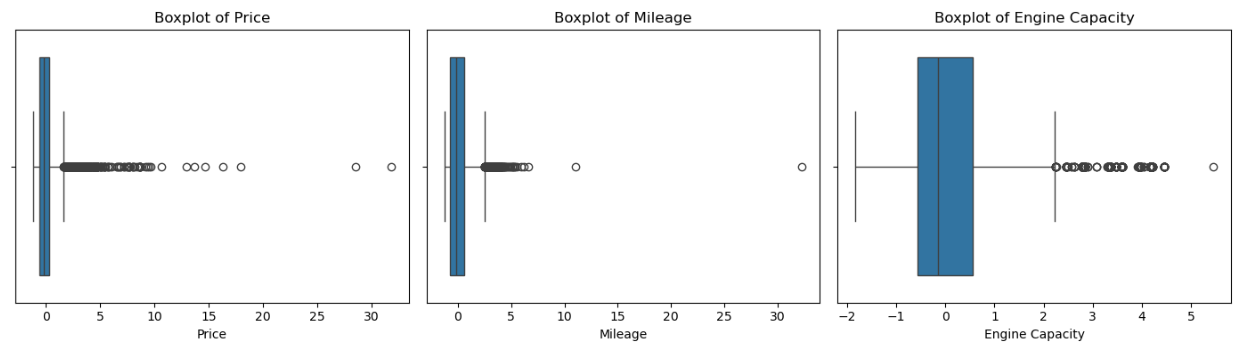 Boxplot of Price
0 5 10 15 20 25 30
Price
Boxplot of Mileage
0 5 10 15 20 25 30
Mileage
Boxplot of Engine Capacity
−2 −1 0 1 2 3 4 5
Engine Capacity